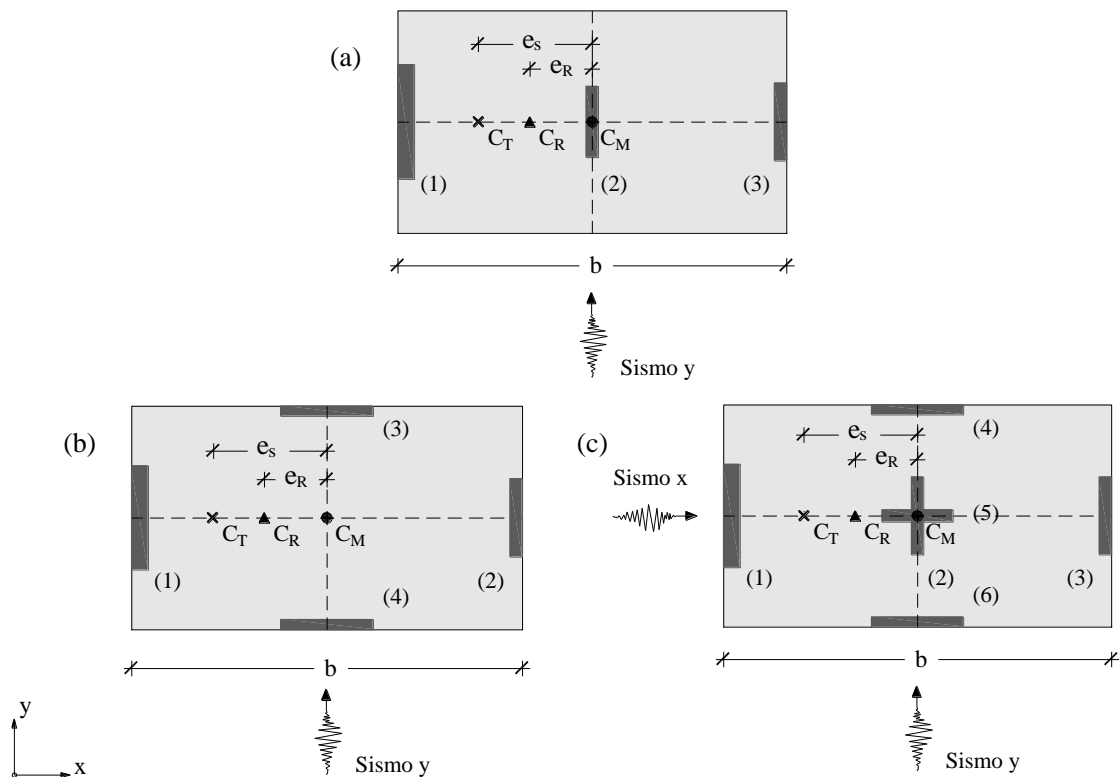 (a)
e_s
e_R
C_T C_R C_M
(1) (2) (3)
b
Sismo y
(b)
(3)
e_s
e_R
C_T C_R C_M
(1) (2)
(4)
b
Sismo y
y
x
(c)
(4)
e_s
Sismo x
e_R
(5)
C_T C_R C_M
(1) (2) (3)
(6)
b
Sismo y